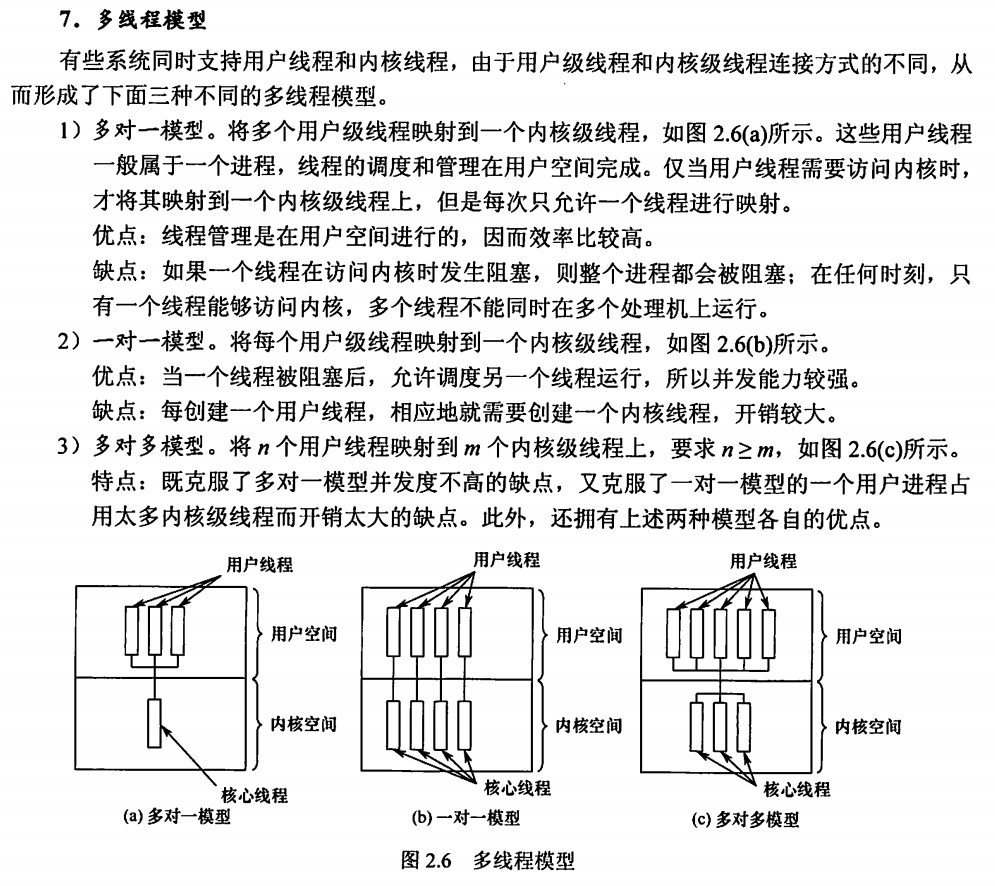 7．多线程模型
有些系统同时支持用户线程和内核线程，由于用户级线程和内核级线程连接方式的不同，从
而形成了下面三种不同的多线程模型。
1）多对一模型。将多个用户级线程映射到一个内核级线程，如图 2.6(a)所示。这些用户线程
一般属于一个进程，线程的调度和管理在用户空间完成。仅当用户线程需要访问内核时，
才将其映射到一个内核级线程上，但是每次只允许一个线程进行映射。
优点：线程管理是在用户空间进行的，因而效率比较高。
缺点：如果一个线程在访问内核时发生阻塞，则整个进程都会被阻塞；在任何时刻，只
有一个线程能够访问内核，多个线程不能同时在多个处理机上运行。
2）一对一模型。将每个用户级线程映射到一个内核级线程，如图 2.6(b)所示。
优点：当一个线程被阻塞后，允许调度另一个线程运行，所以并发能力较强。
缺点：每创建一个用户线程，相应地就需要创建一个内核线程，开销较大。
3）多对多模型。将 n 个用户线程映射到 m 个内核级线程上，要求 n≥m，如图 2.6(c)所示。
特点：既克服了多对一模型并发度不高的缺点，又克服了一对一模型的一个用户进程占
用太多内核级线程而开销太大的缺点。此外，还拥有上述两种模型各自的优点。
用户线程
用户空间
内核空间
核心线程
(a) 多对一模型
用户线程
用户空间
内核空间
核心线程
(b) 一对一模型
用户线程
用户空间
内核空间
核心线程
(c) 多对多模型
图 2.6 多线程模型